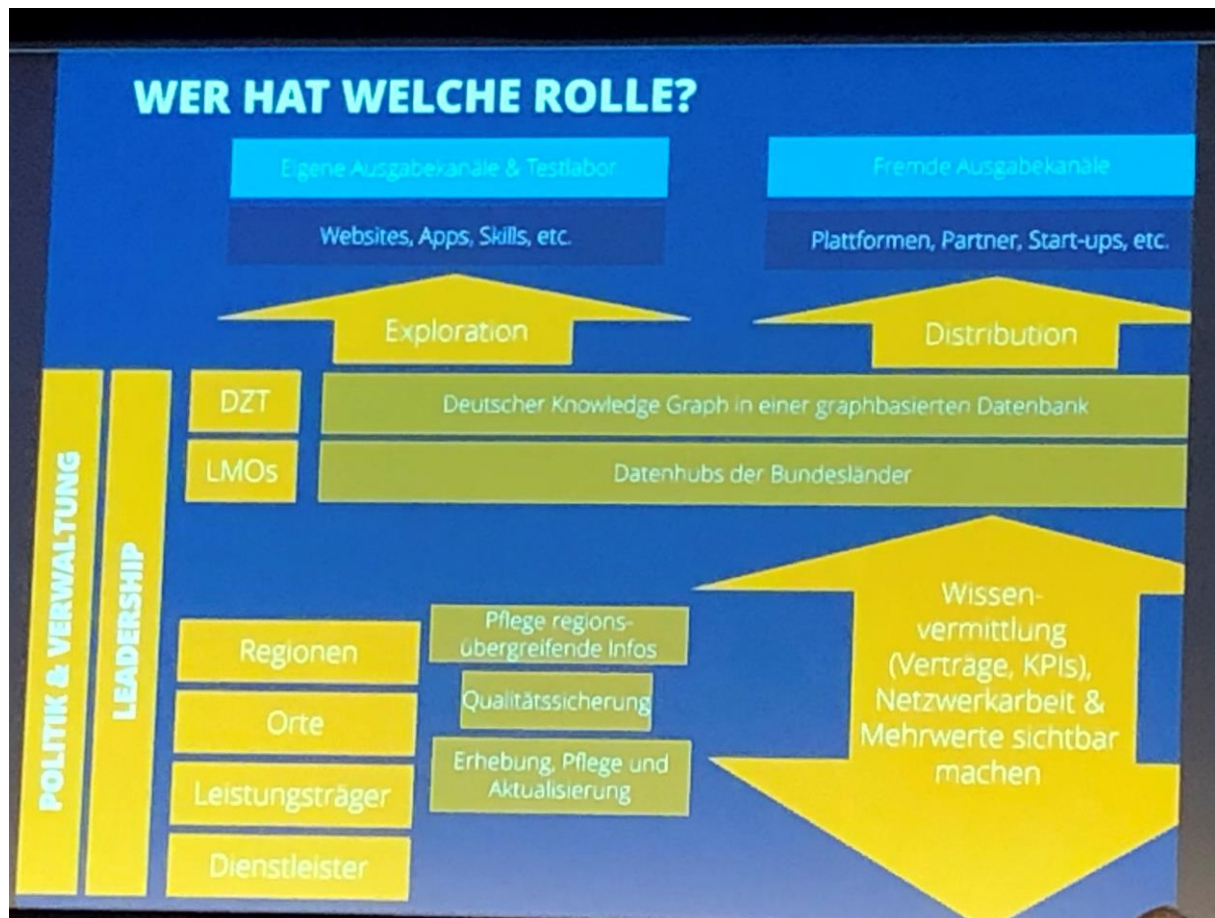 WER HAT WELCHE ROLLE?
Eigene Ausgabekanäle & Testlabor
Fremde Ausgabekanäle
Websites, Apps, Skills, etc.
Plattformen, Partner, Start-ups, etc.
Exploration
Distribution
POLITIK & VERWALTUNG
LEADERSHIP
DZT
Deutscher Knowledge Graph in einer graphbasierten Datenbank
LMOs
Datenhubs der Bundesländer
Regionen
Orte
Leistungsträger
Dienstleister
Pflege regions-
übergreifende Infos
Qualitätssicherung
Erhebung, Pflege und
Aktualisierung
Wissen-
vermittlung
(Verträge, KPIs),
Netzwerkarbeit &
Mehrwerte sichtbar
machen